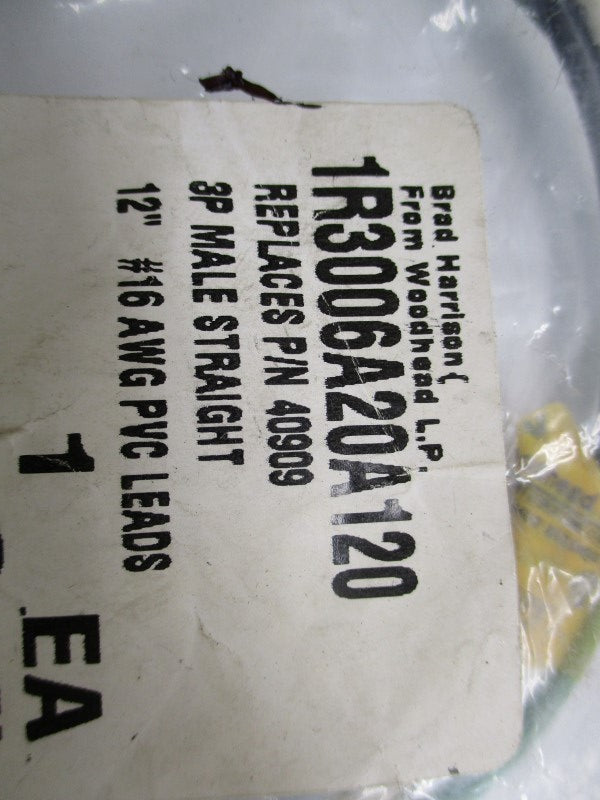 Brad Harrison(
From Woodhead L.P.
1R3006A20A120
REPLACES P/N 40909
3P MALE STRAIGHT
12" #16 AWG PVC LEADS
1 EA